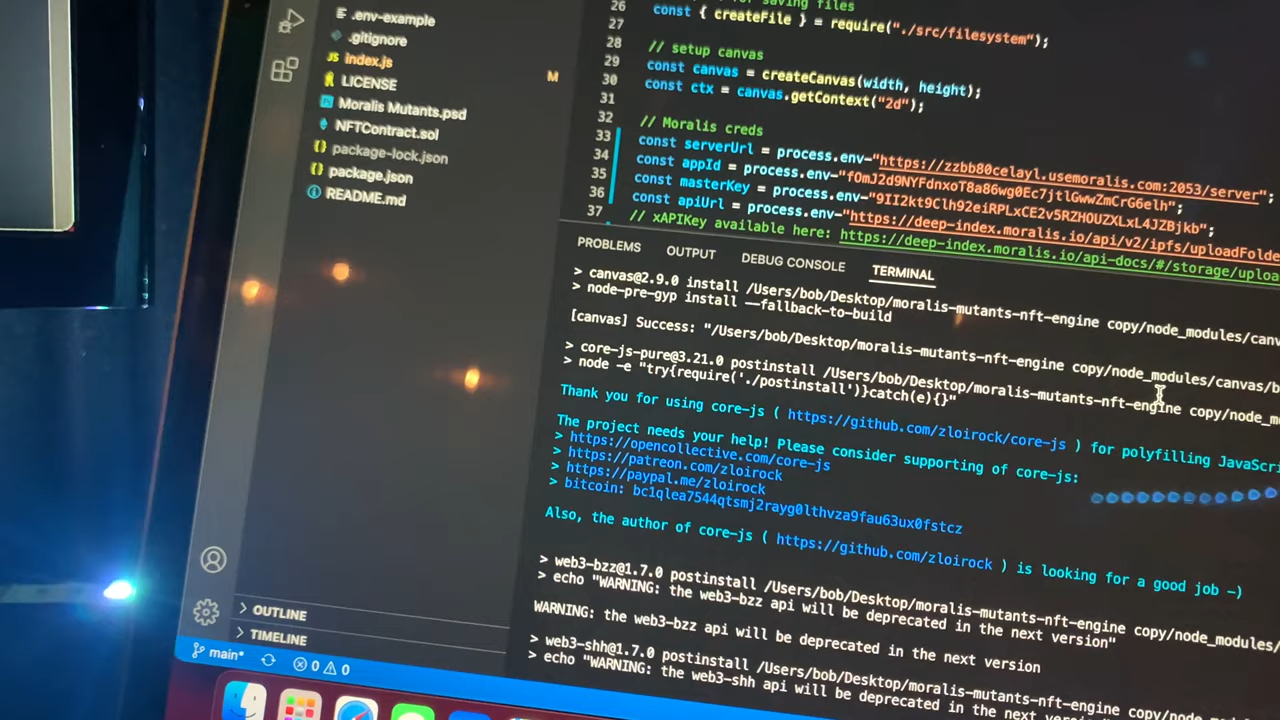 .env-example
.gitignore
index.js
M
LICENSE
Moralis Mutants.psd
NFTContract.sol
package-lock.json
package.json
README.md
OUTLINE
TIMELINE
main*
0 0
26 saving files
27 const { createFile } = require("./src/filesystem");
28
29 // setup canvas
30 const canvas = createCanvas(width, height);
31 const ctx = canvas.getContext("2d");
32
33 // Moralis creds
34 const serverUrl = process.env-"https://zzbb80celayl.usemoralis.com:2053/server";
35 const appId = process.env-"fOmJ2d9NYFdnxoT8a86wg0Ec7jtlGwwZmCrG6elh";
36 const masterKey = process.env-"9II2kt9Clh92eiRPLxCE2v5RZHOUZXLxL4JZBjkb";
37 const apiUrl = process.env-"https://deep-index.moralis.io/api/v2/ipfs/uploadFolde
// xAPIKey available here: https://deep-index.moralis.io/api-docs/#/storage/uploa
PROBLEMS OUTPUT DEBUG CONSOLE TERMINAL
> canvas@2.9.0 install /Users/bob/Desktop/moralis-mutants-nft-engine copy/node_modules/canv
> node-pre-gyp install --fallback-to-build
[canvas] Success: "/Users/bob/Desktop/moralis-mutants-nft-engine copy/node_modules/canvas/b
> core-js-pure@3.21.0 postinstall /Users/bob/Desktop/moralis-mutants-nft-engine copy/node_m
> node -e "try{require('./postinstall')}catch(e){}"
Thank you for using core-js ( https://github.com/zloirock/core-js ) for polyfilling JavaScri
The project needs your help! Please consider supporting of core-js:
> https://opencollective.com/core-js
> https://patreon.com/zloirock
> https://paypal.me/zloirock
> bitcoin: bc1qlea7544qtsmj2rayg0lthvza9fau63ux0fstcz
Also, the author of core-js ( https://github.com/zloirock ) is looking for a good job -)
> web3-bzz@1.7.0 postinstall /Users/bob/Desktop/moralis-mutants-nft-engine copy/node_modules/
> echo "WARNING: the web3-bzz api will be deprecated in the next version"
WARNING: the web3-bzz api will be deprecated in the next version
> web3-shh@1.7.0 postinstall /Users/bob/Desktop/moralis-mutants-nft-engine copy/node_modules
> echo "WARNING: the web3-shh api will be deprecated in the next version"